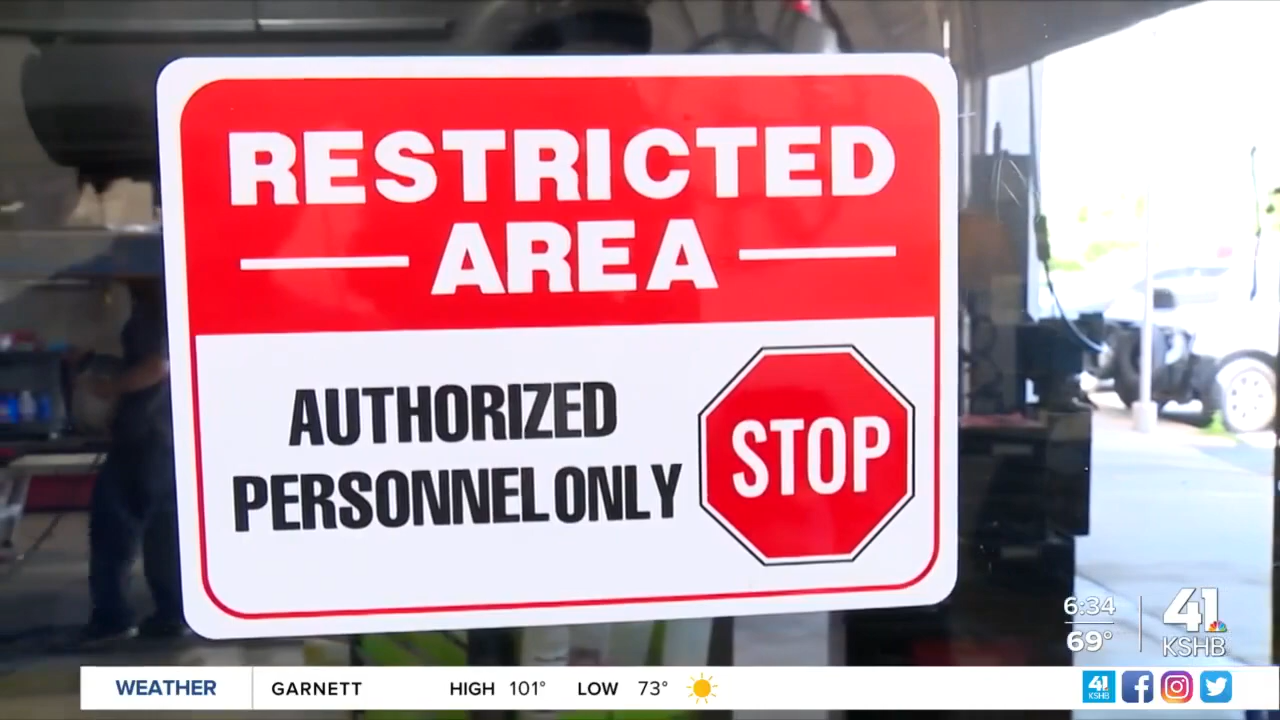 RESTRICTED
AREA
AUTHORIZED
PERSONNEL ONLY
STOP
6:34
69°
41
KSHB
WEATHER GARNETT HIGH 101° LOW 73°
41
KSHB